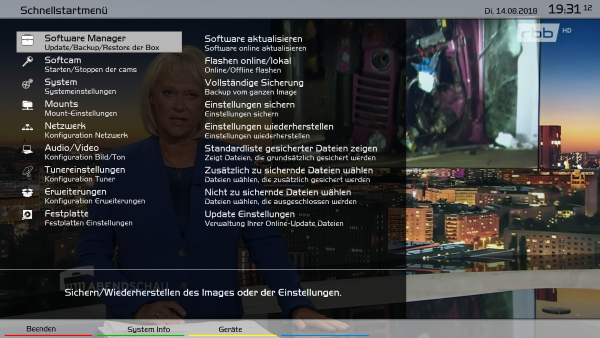 Schnellstartmenü
Di, 14.08.2018 19:31 12
rbb HD
Software Manager
Update/Backup/Restore der Box
Softcam
Starten/Stoppen der cams
System
Systemeinstellungen
Mounts
Mount-Einstellungen
Netzwerk
Konfiguration Netzwerk
Audio/Video
Konfiguration Bild/Ton
Tunereinstellungen
Konfiguration Tuner
Erweiterungen
Konfiguration Erweiterungen
Festplatte
Festplatten Einstellungen
Software aktualisieren
Software online aktualisieren
Flashen online/lokal
Online/Offline flashen
Vollständige Sicherung
Backup vom ganzen Image
Einstellungen sichern
Einstellungen sichern
Einstellungen wiederherstellen
Einstellungen wiederherstellen
Standardliste gesicherter Dateien zeigen
Zeigt Dateien, die grundsätzlich gesichert werden
Zusätzlich zu sichernde Dateien wählen
Dateien wählen, die zusätzlich gesichert werden
Nicht zu sichernde Dateien wählen
Dateien wählen, die ausgeschlossen werden
Update Einstellungen
Verwaltung Ihrer Online-Update Dateien
ABENDSCHAU
Sichern/Wiederherstellen des Images oder der Einstellungen.
Beenden
System Info
Geräte